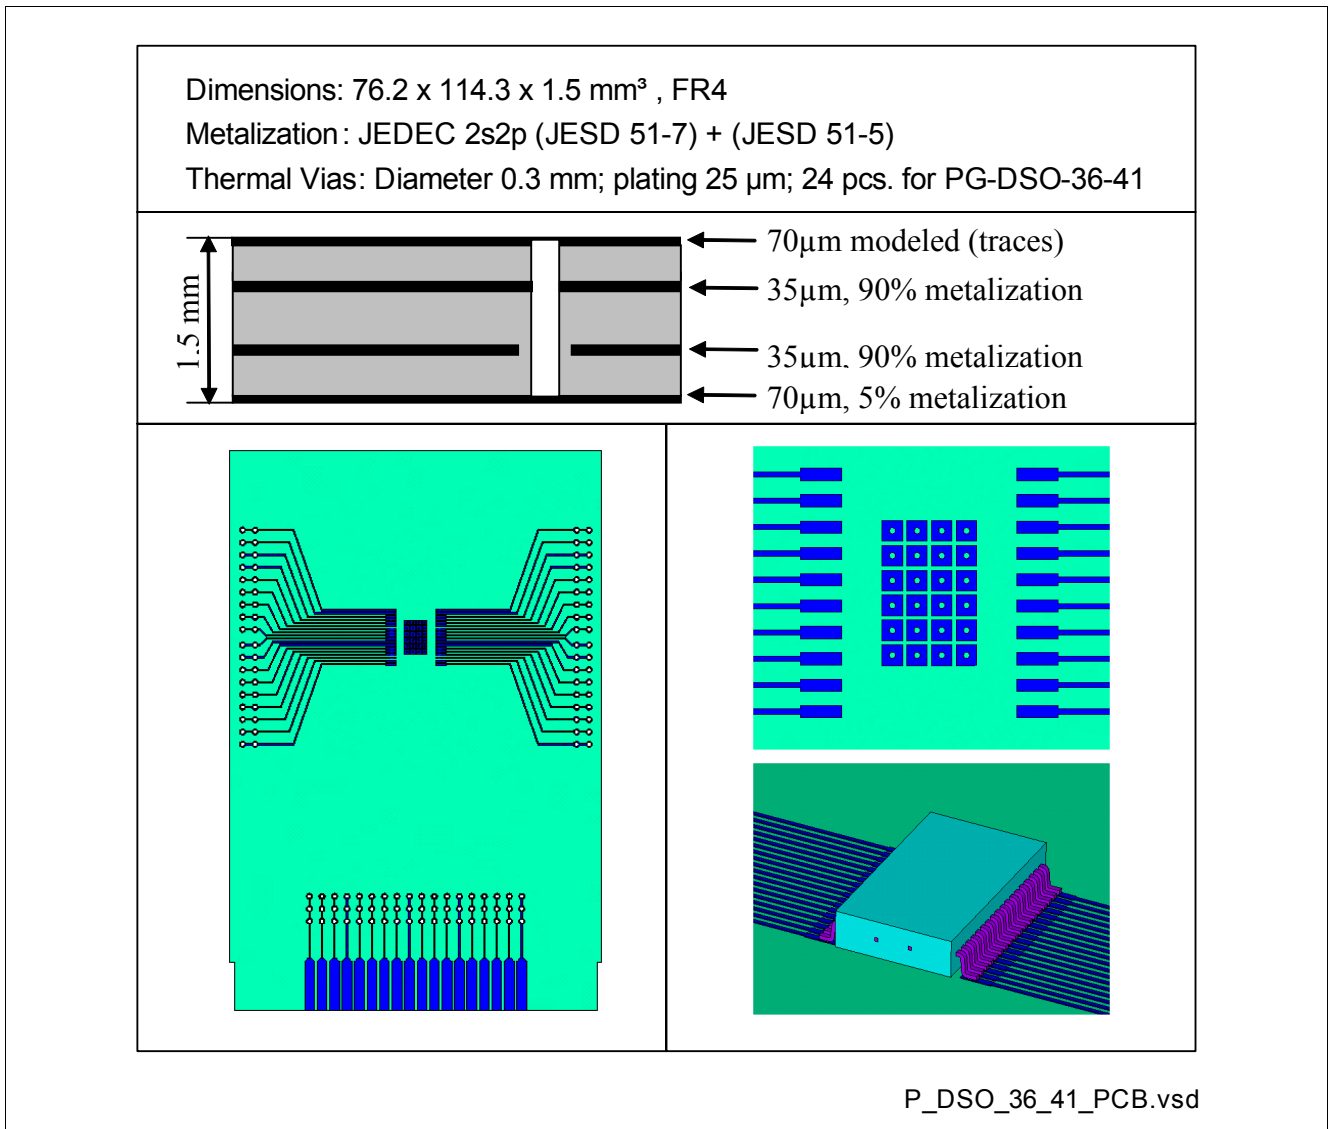 Dimensions: 76.2 x 114.3 x 1.5 mm³ , FR4
Metalization: JEDEC 2s2p (JESD 51-7) + (JESD 51-5)
Thermal Vias: Diameter 0.3 mm; plating 25 µm; 24 pcs. for PG-DSO-36-41
1.5 mm
70µm modeled (traces)
35µm, 90% metalization
35µm, 90% metalization
70µm, 5% metalization
P_DSO_36_41_PCB.vsd